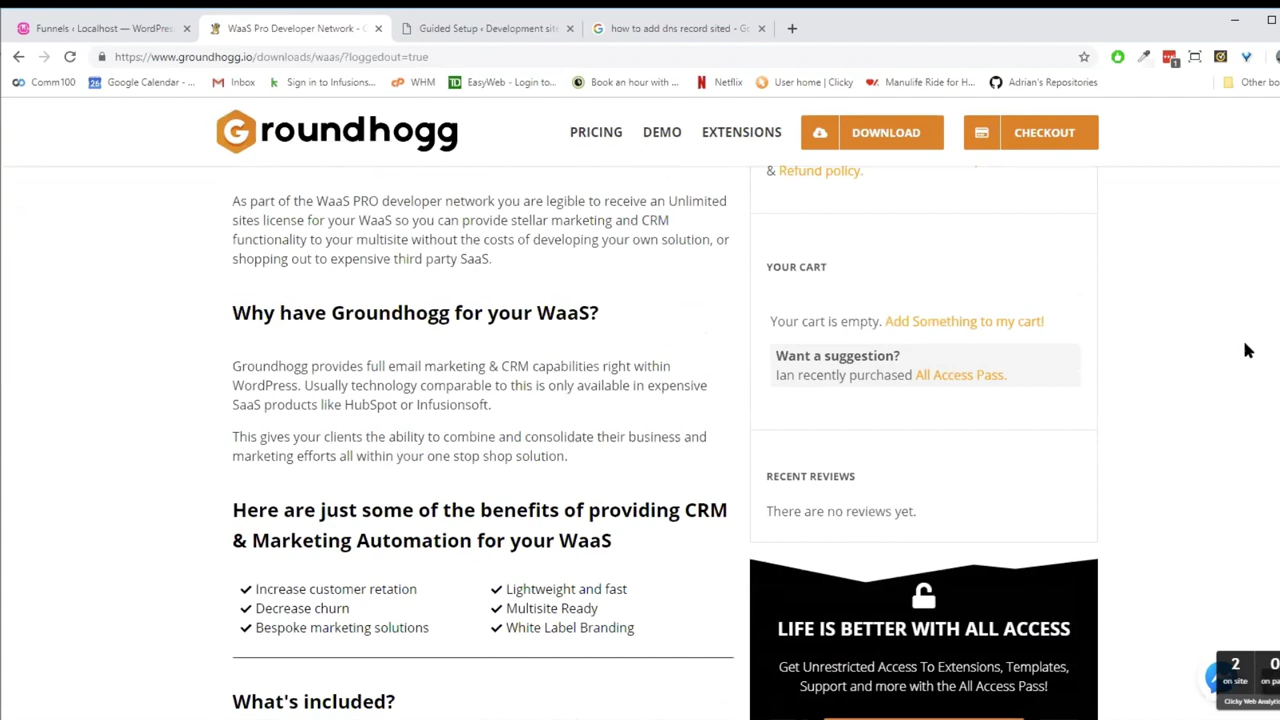 Funnels ‹ Localhost — WordPres
WaaS Pro Developer Network -
Guided Setup ‹ Development site
how to add dns record sited - Go
https://www.groundhogg.io/downloads/waas/?loggedout=true
Comm100
Google Calendar - ...
Inbox
Sign in to Infusions...
WHM
EasyWeb - Login to...
Book an hour with ...
Netflix
User home | Clicky
Manulife Ride for H...
Adrian's Repositories
Other bo
Groundhogg
PRICING
DEMO
EXTENSIONS
DOWNLOAD
CHECKOUT
As part of the WaaS PRO developer network you are legible to receive an Unlimited
sites license for your WaaS so you can provide stellar marketing and CRM
functionality to your multisite without the costs of developing your own solution, or
shopping out to expensive third party SaaS.
Why have Groundhogg for your WaaS?
Groundhogg provides full email marketing & CRM capabilities right within
WordPress. Usually technology comparable to this is only available in expensive
SaaS products like HubSpot or Infusionsoft.
This gives your clients the ability to combine and consolidate their business and
marketing efforts all within your one stop shop solution.
Here are just some of the benefits of providing CRM
& Marketing Automation for your WaaS
Increase customer retation
Decrease churn
Bespoke marketing solutions
Lightweight and fast
Multisite Ready
White Label Branding
What's included?
& Refund policy.
YOUR CART
Your cart is empty. Add Something to my cart!
Want a suggestion?
Ian recently purchased All Access Pass.
RECENT REVIEWS
There are no reviews yet.
LIFE IS BETTER WITH ALL ACCESS
Get Unrestricted Access To Extensions, Templates,
Support and more with the All Access Pass!
2
on site
0
on pa
Clicky Web Analytic